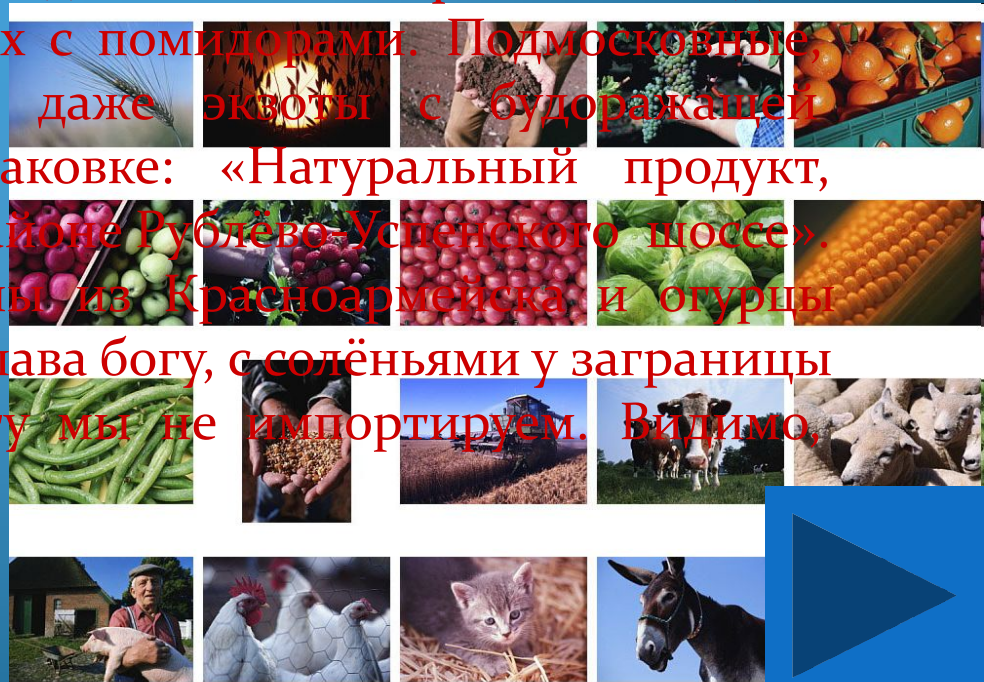 х с помидорами. Подмосковные,
даже экзоты с будоражащей
аковке: «Натуральный продукт,
йоне Рублёво-Успенского шоссе».
ы из Красноармейска и огурцы
лава богу, с солёньями у заграницы
у мы не импортируем. Видимо,